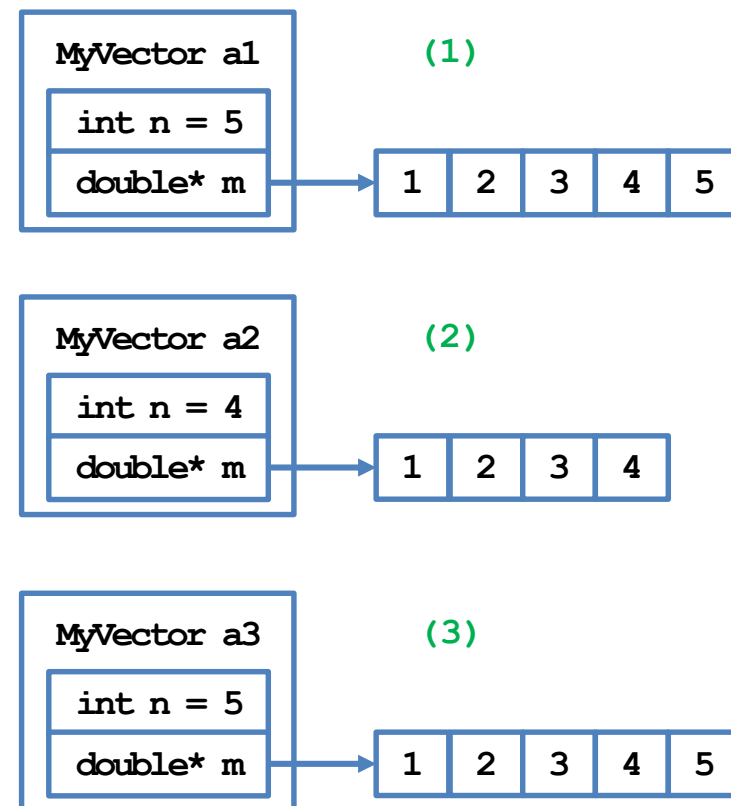 MyVector a1 (1)
int n = 5
double* m 1 2 3 4 5
MyVector a2 (2)
int n = 4
double* m 1 2 3 4
MyVector a3 (3)
int n = 5
double* m 1 2 3 4 5